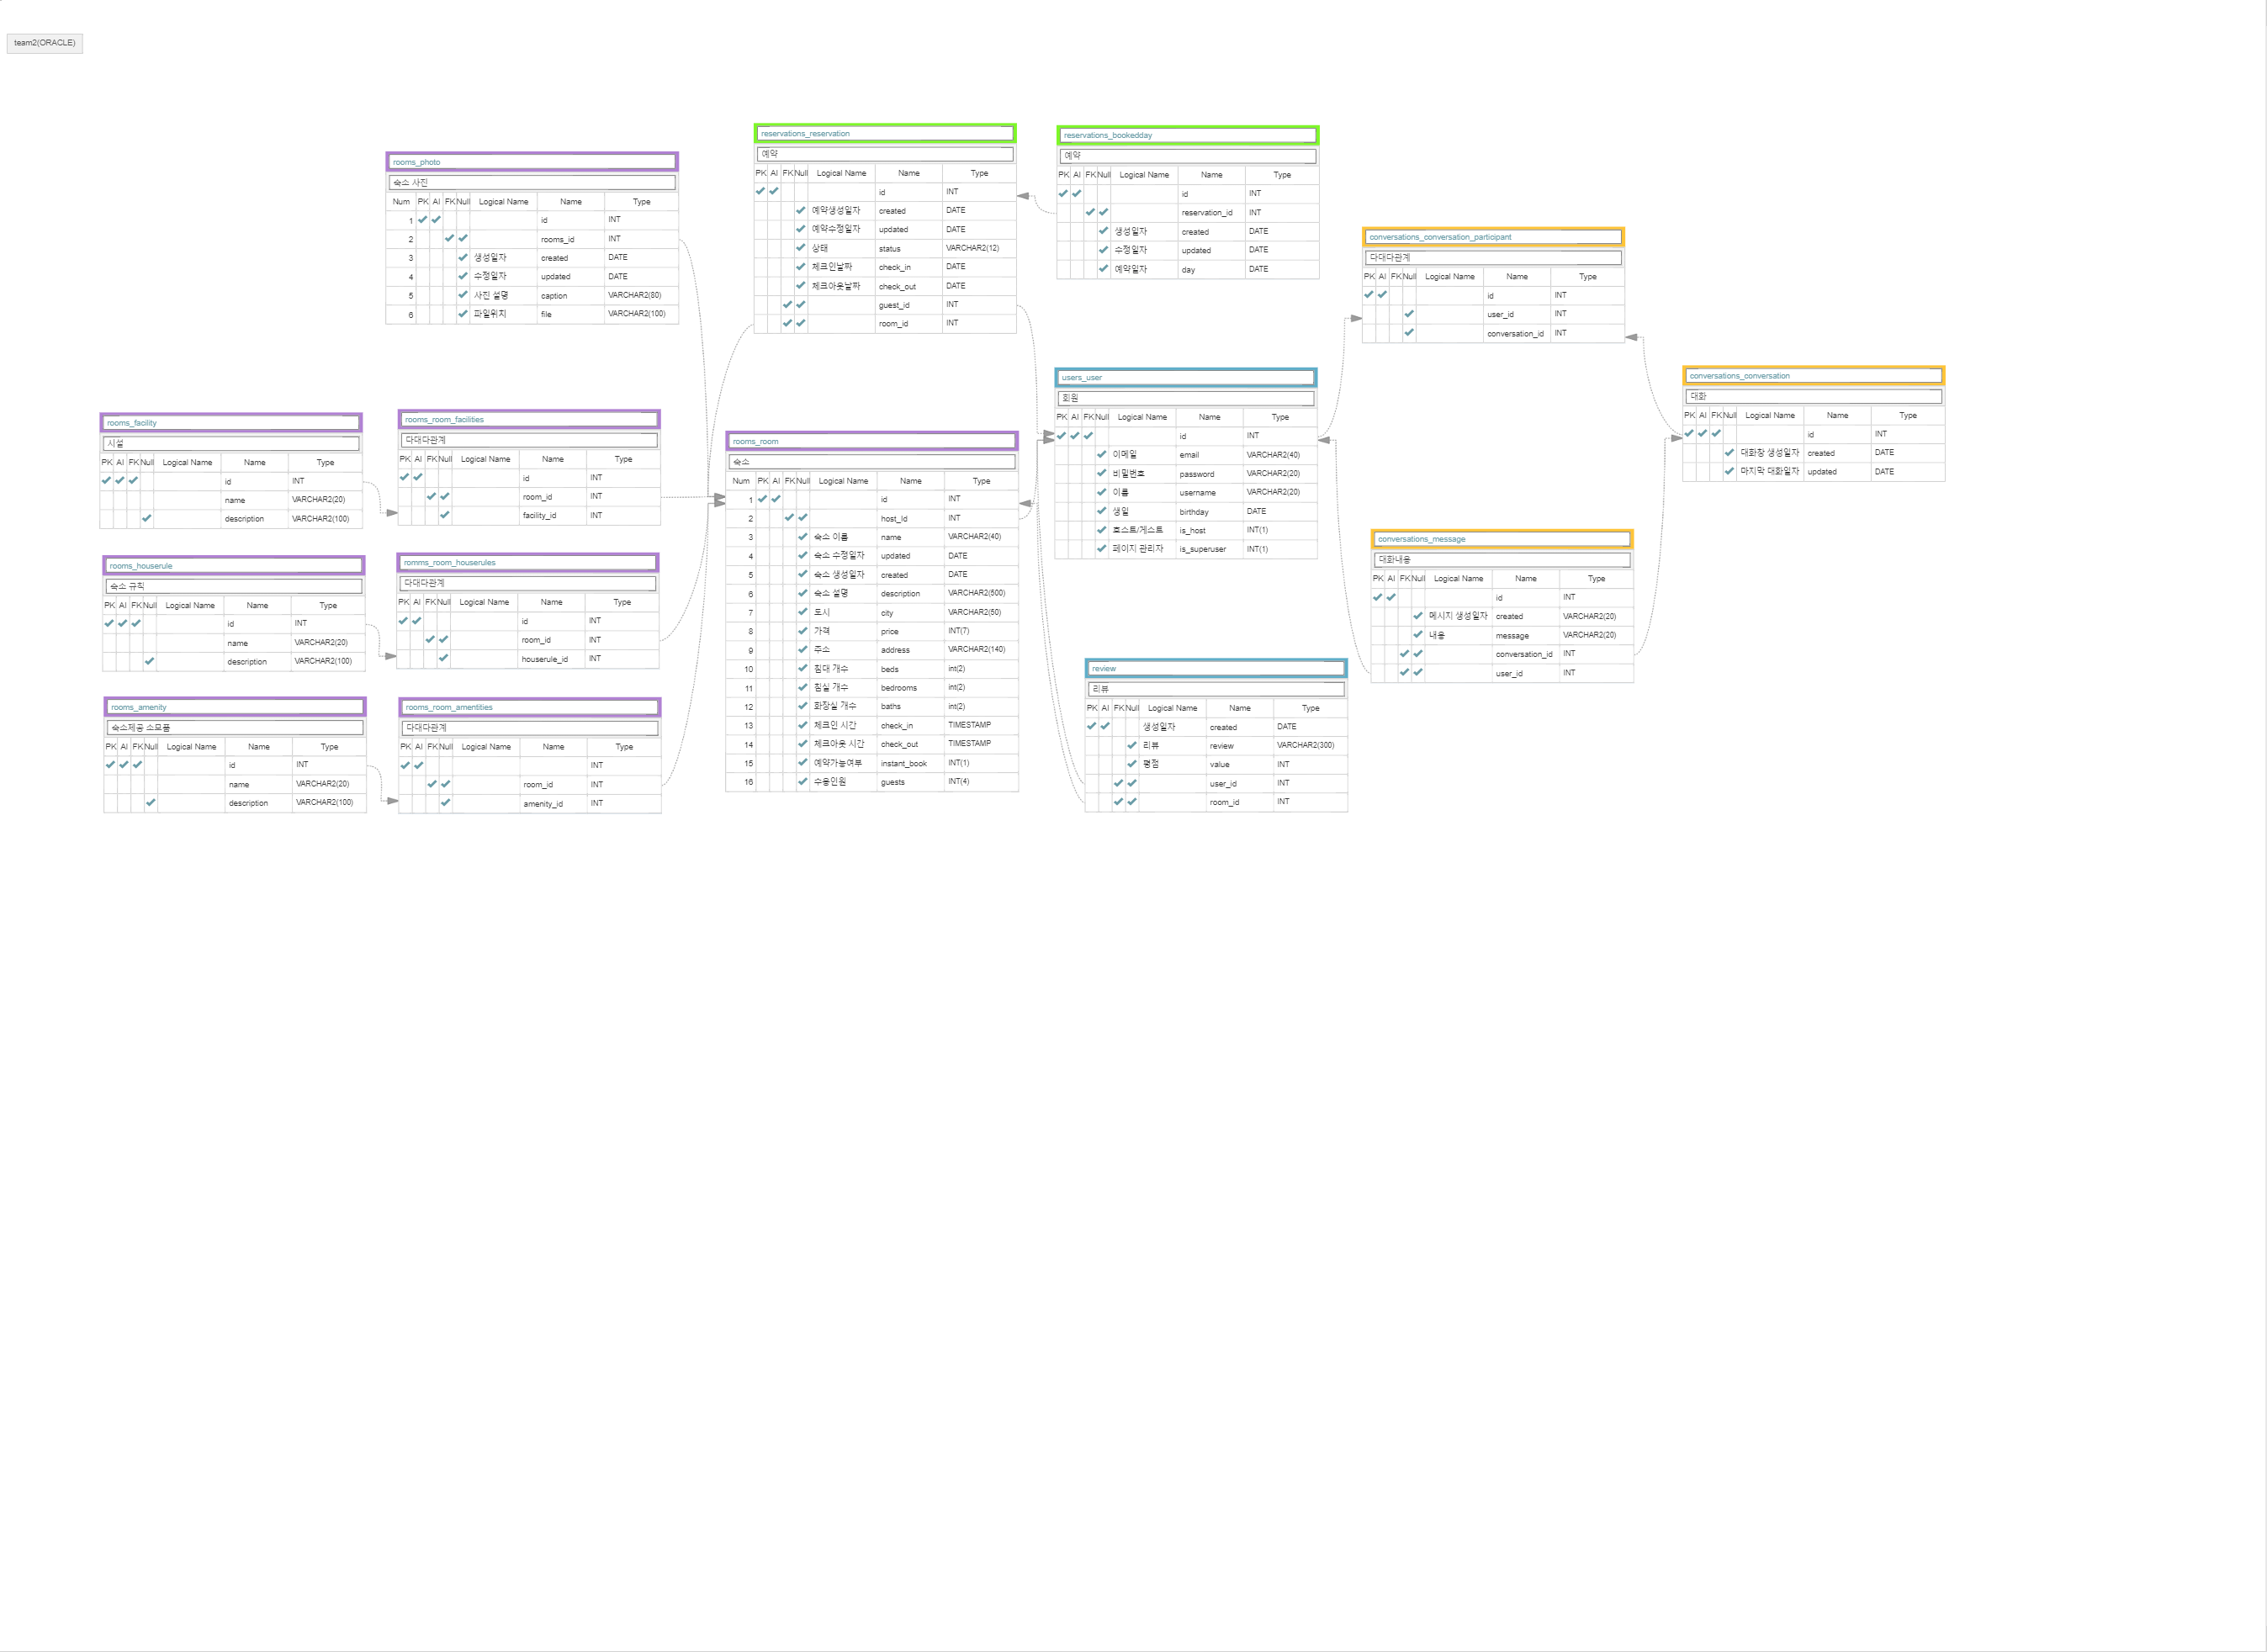 team2(ORACLE)
rooms_photo
숙소 사진
Num PK AI FK Null Logical Name Name Type
1 id INT
2 rooms_id INT
3 생성일자 created DATE
4 수정일자 updated DATE
5 사진 설명 caption VARCHAR2(80)
6 파일위치 file VARCHAR2(100)
reservations_reservation
예약
PK AI FK Null Logical Name Name Type
id INT
예약생성일자 created DATE
예약수정일자 updated DATE
상태 status VARCHAR2(12)
체크인날짜 check_in DATE
체크아웃날짜 check_out DATE
guest_id INT
room_id INT
reservations_bookedday
예약
PK AI FK Null Logical Name Name Type
id INT
reservation_id INT
생성일자 created DATE
수정일자 updated DATE
예약일자 day DATE
conversations_conversation_participant
다대다관계
PK AI FK Null Logical Name Name Type
id INT
user_id INT
conversation_id INT
conversations_conversation
대화
PK AI FK Null Logical Name Name Type
id INT
대화장 생성일자 created DATE
마지막 대화일자 updated DATE
users_user
회원
PK AI FK Null Logical Name Name Type
id INT
이메일 email VARCHAR2(40)
비밀번호 password VARCHAR2(20)
이름 username VARCHAR2(20)
생일 birthday DATE
호스트/게스트 is_host INT(1)
페이지 관리자 is_superuser INT(1)
rooms_facility
시설
PK AI FK Null Logical Name Name Type
id INT
name VARCHAR2(20)
description VARCHAR2(100)
rooms_room_facilities
다대다관계
PK AI FK Null Logical Name Name Type
id INT
room_id INT
facility_id INT
rooms_room
숙소
Num PK AI FK Null Logical Name Name Type
1 id INT
2 host_Id INT
3 숙소 이름 name VARCHAR2(40)
4 숙소 수정일자 updated DATE
5 숙소 생성일자 created DATE
6 숙소 설명 description VARCHAR2(500)
7 도시 city VARCHAR2(50)
8 가격 price INT(7)
9 주소 address VARCHAR2(140)
10 침대 개수 beds int(2)
11 침실 개수 bedrooms int(2)
12 화장실 개수 baths int(2)
13 체크인 시간 check_in TIMESTAMP
14 체크아웃 시간 check_out TIMESTAMP
15 예약가능여부 instant_book INT(1)
16 수용인원 guests INT(4)
conversations_message
대화내용
PK AI FK Null Logical Name Name Type
id INT
메시지 생성일자 created VARCHAR2(20)
내용 message VARCHAR2(20)
conversation_id INT
user_id INT
rooms_houserule
숙소 규칙
PK AI FK Null Logical Name Name Type
id INT
name VARCHAR2(20)
description VARCHAR2(100)
romms_room_houserules
다대다관계
PK AI FK Null Logical Name Name Type
id INT
room_id INT
houserule_id INT
review
리뷰
PK AI FK Null Logical Name Name Type
생성일자 created DATE
리뷰 review VARCHAR2(300)
평점 value INT
user_id INT
room_id INT
rooms_amenity
숙소제공 소모품
PK AI FK Null Logical Name Name Type
id INT
name VARCHAR2(20)
description VARCHAR2(100)
rooms_room_amentities
다대다관계
PK AI FK Null Logical Name Name Type
INT
room_id INT
amenity_id INT